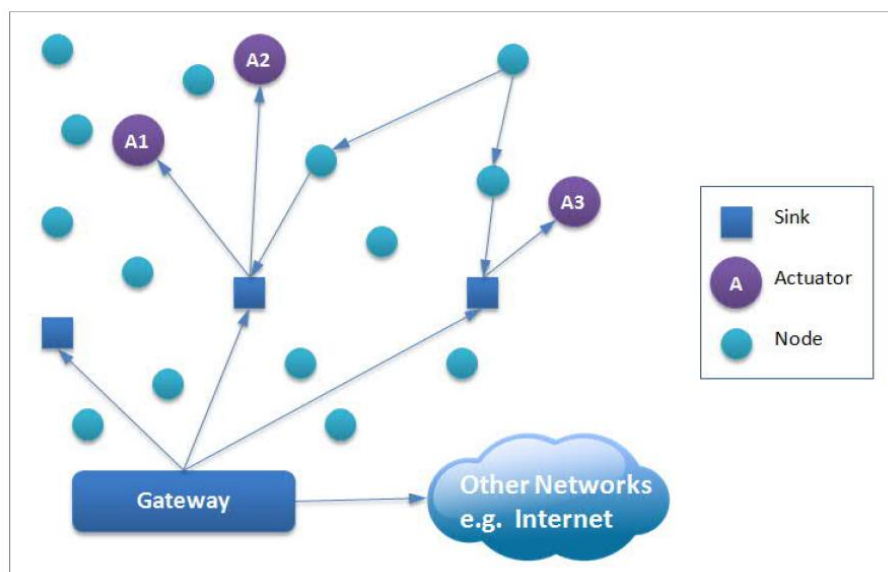 A2
A1
A3
Sink
A
Actuator
Node
Gateway
Other Networks
e.g. Internet